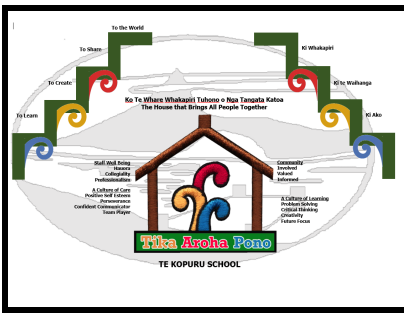 To the World
To Share
To Create
To Learn
Ki Whakapiri
Ki te Waihanga
Ki Ako
Ko Te Whare Whakapiri Tuhono o Nga Tangata Katoa
The House that Brings All People Together
Staff Well Being
Hauora
Collegiality
Professionalism
A Culture of Care
Positive Self Esteem
Perseverance
Confident Communicator
Team Player
Community
Involved
Valued
Informed
A Culture of Learning
Problem Solving
Critical Thinking
Creativity
Future Focus
Tika Aroha Pono
TE KOPURU SCHOOL